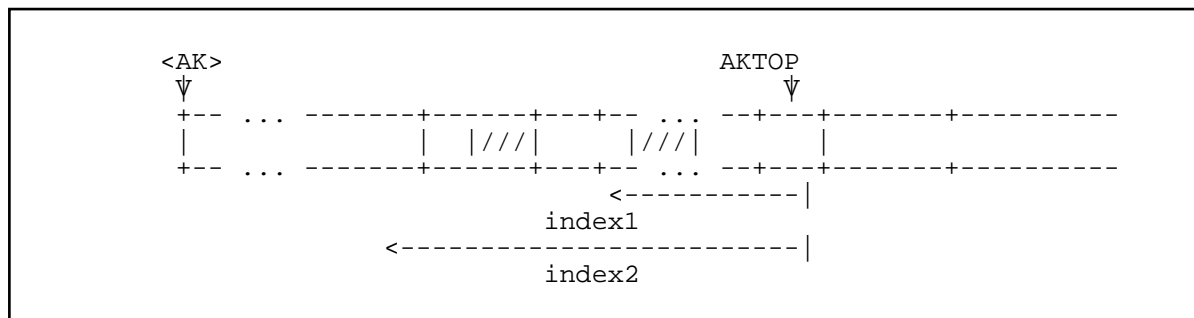 <AK> AKTOP
+-- ... -------+------+---+-- ... --+---+-------+----------
| | |///| |///| |
+-- ... -------+------+---+-- ... --+---+-------+----------
<-----------|
index1
<-------------------------|
index2